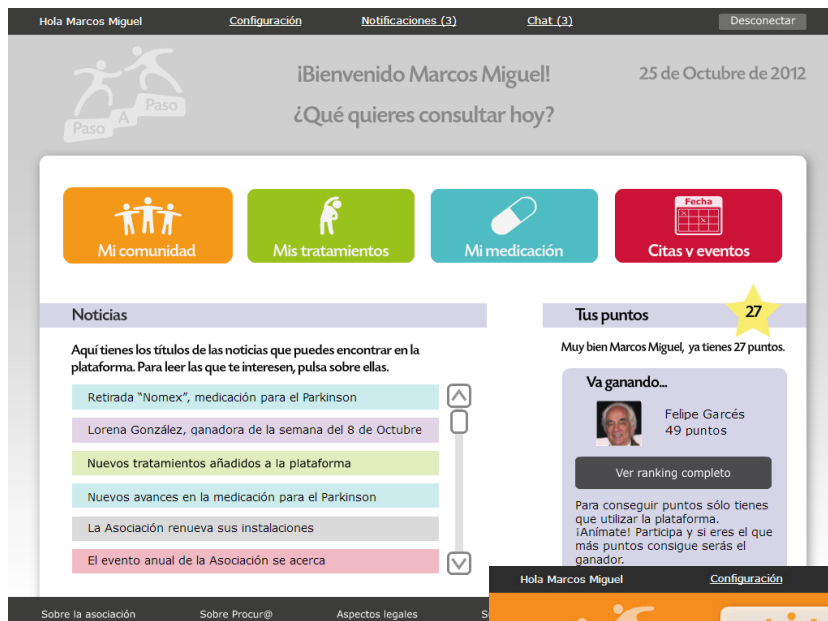 Hola Marcos Miguel Configuración Notificaciones (3) Chat (3) Desconectar
Paso A Paso
¡Bienvenido Marcos Miguel!
25 de Octubre de 2012
¿Qué quieres consultar hoy?
Mi comunidad
Mis tratamientos
Mi medicación
Fecha
Citas y eventos
Noticias
Aquí tienes los títulos de las noticias que puedes encontrar en la
plataforma. Para leer las que te interesen, pulsa sobre ellas.
Retirada “Nomex”, medicación para el Parkinson
Lorena González, ganadora de la semana del 8 de Octubre
Nuevos tratamientos añadidos a la plataforma
Nuevos avances en la medicación para el Parkinson
La Asociación renueva sus instalaciones
El evento anual de la Asociación se acerca
Tus puntos
27
Muy bien Marcos Miguel, ya tienes 27 puntos.
Va ganando...
Felipe Garcés
49 puntos
Ver ranking completo
Para conseguir puntos sólo tienes
que utilizar la plataforma.
¡Anímate! Participa y si eres el que
más puntos consigue serás el
ganador.
Sobre la asociación Sobre Procur@ Aspectos legales
Hola Marcos Miguel Configuración